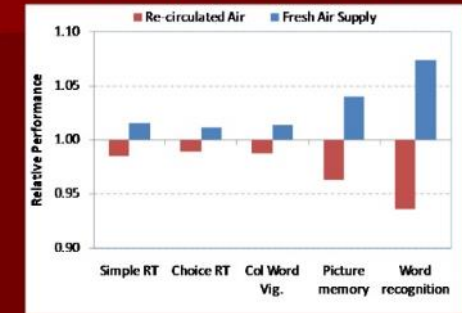 Re-circulated Air Fresh Air Supply
1.10
1.05
1.00
0.95
0.90
Relative Performance
Simple RT Choice RT Col Word Vig. Picture memory Word recognition